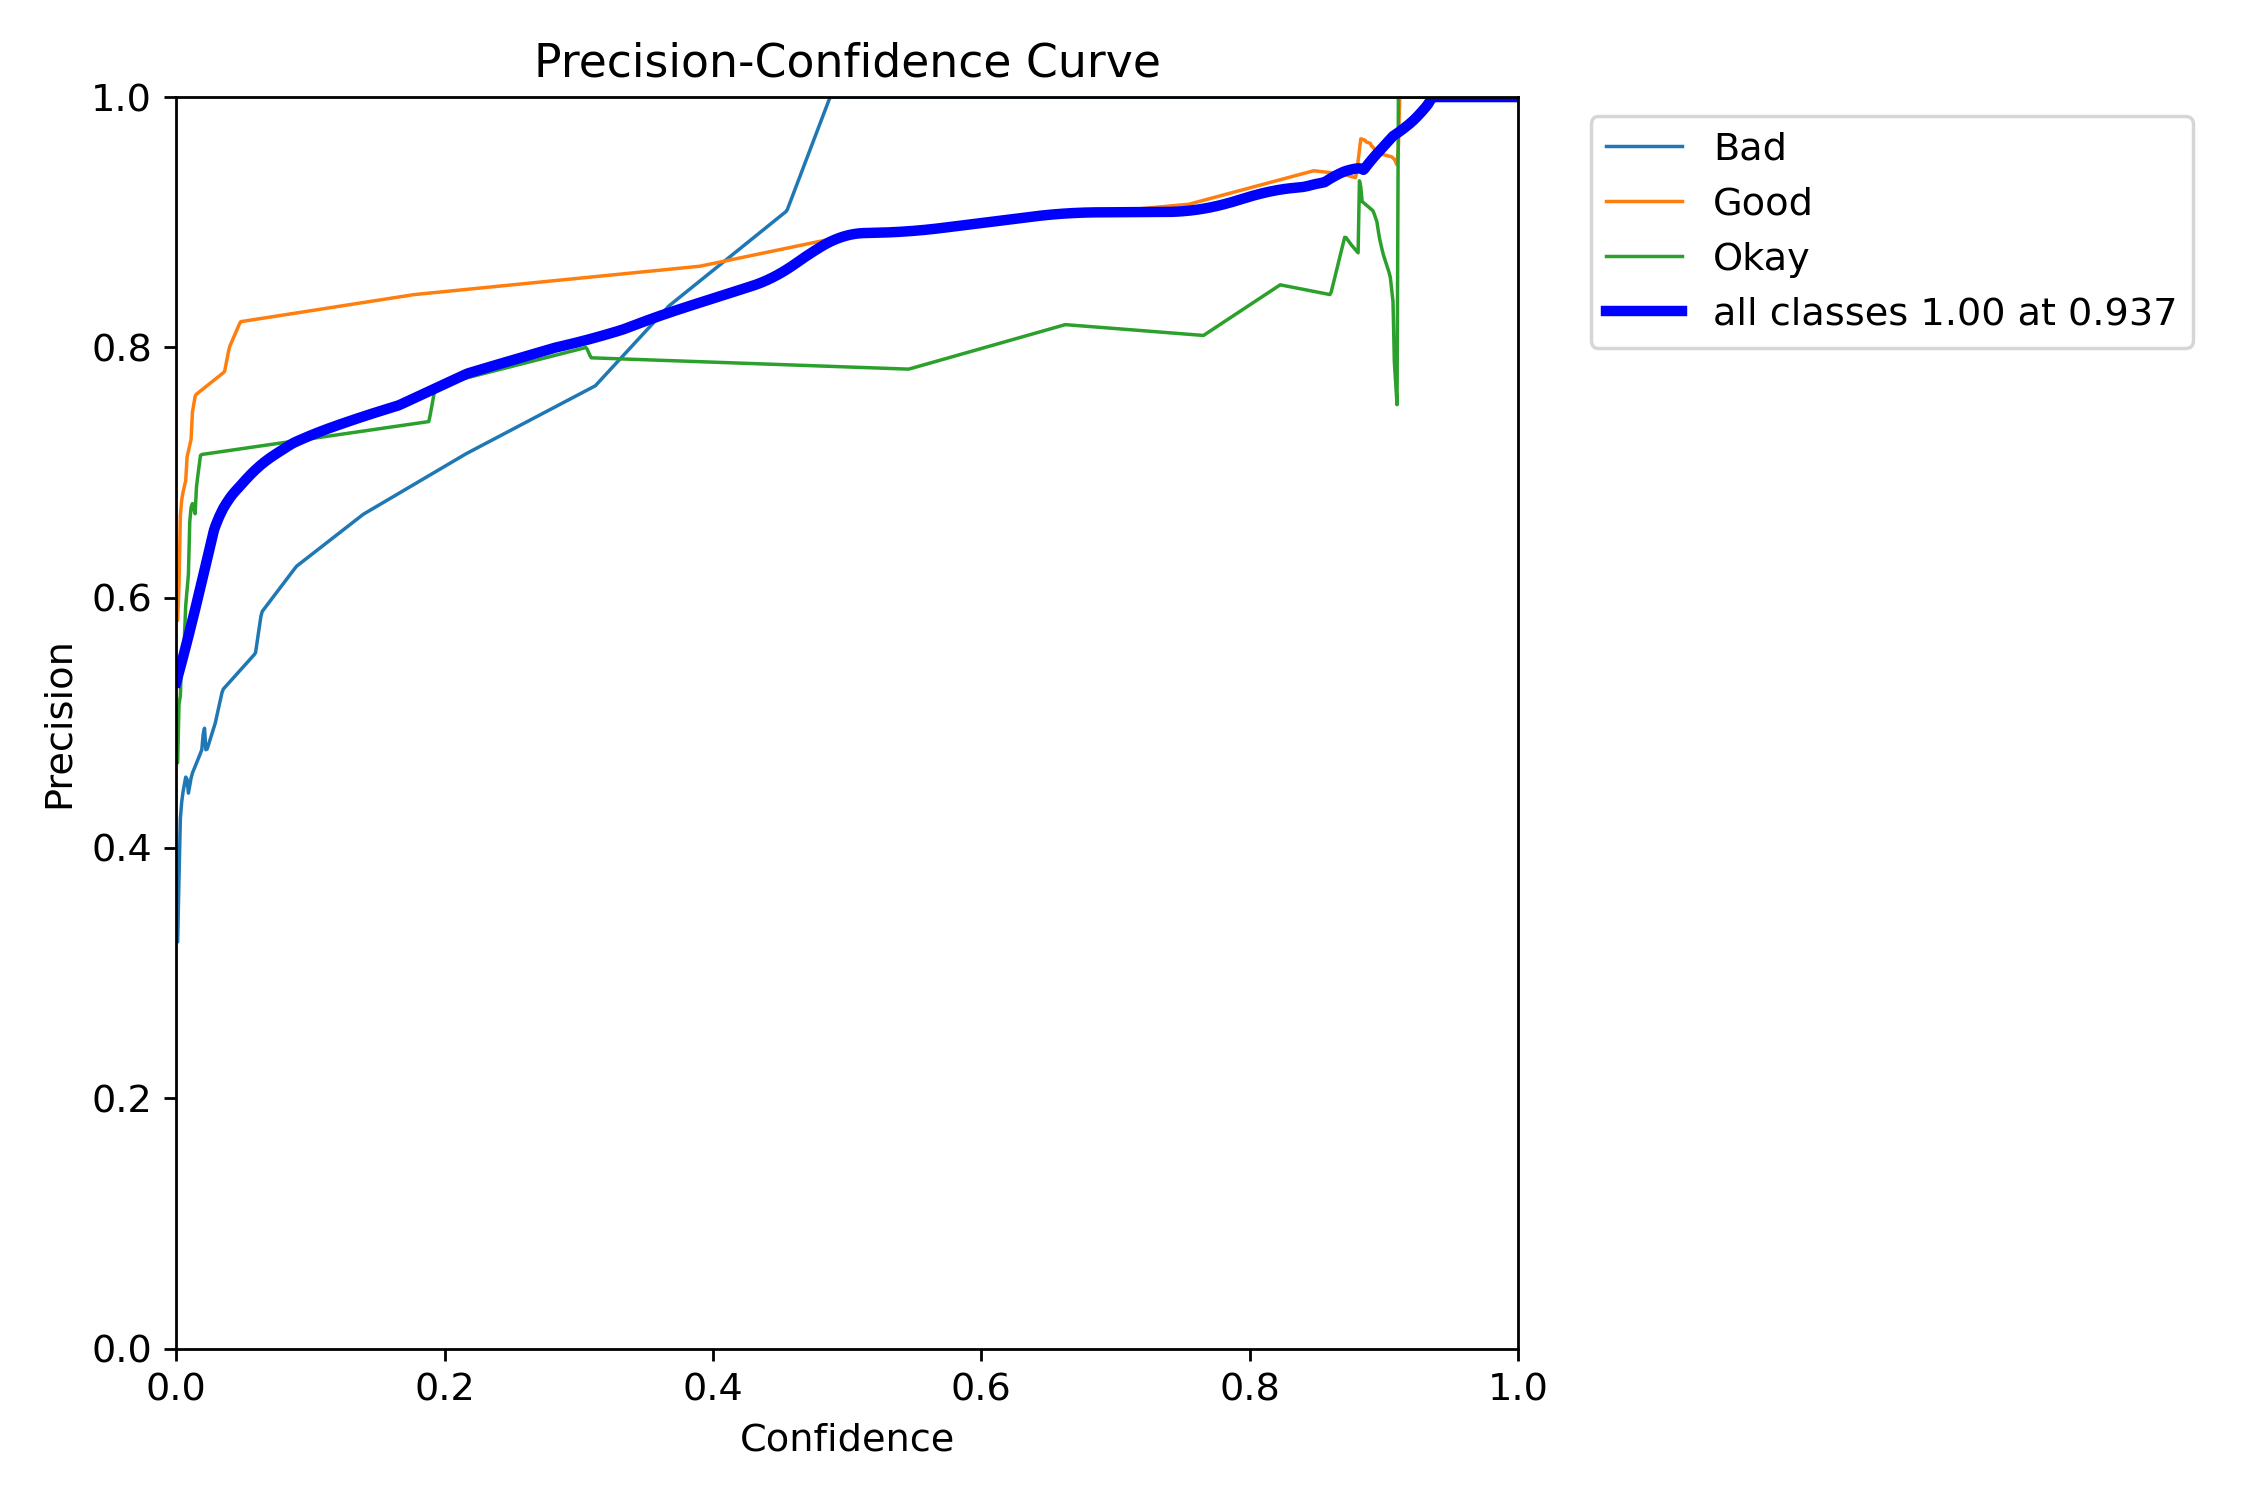 Precision-Confidence Curve
1.0
0.8
0.6
0.4
0.2
0.0
Precision
0.0 0.2 0.4 0.6 0.8 1.0
Confidence
Bad
Good
Okay
all classes 1.00 at 0.937